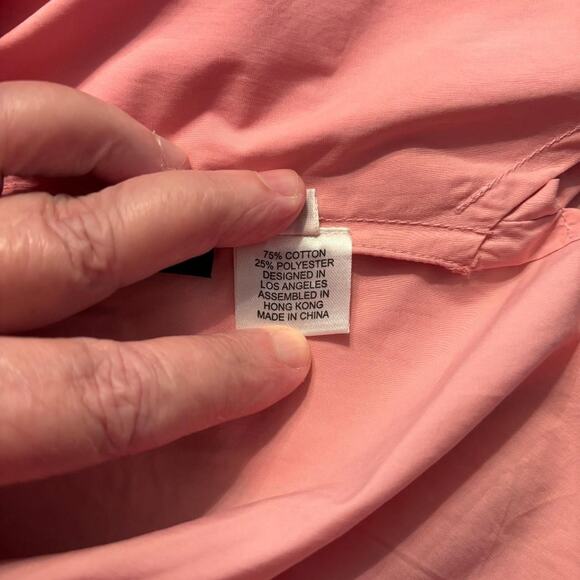 75% COTTON
25% POLYESTER
DESIGNED IN
LOS ANGELES
ASSEMBLED IN
HONG KONG
MADE IN CHINA